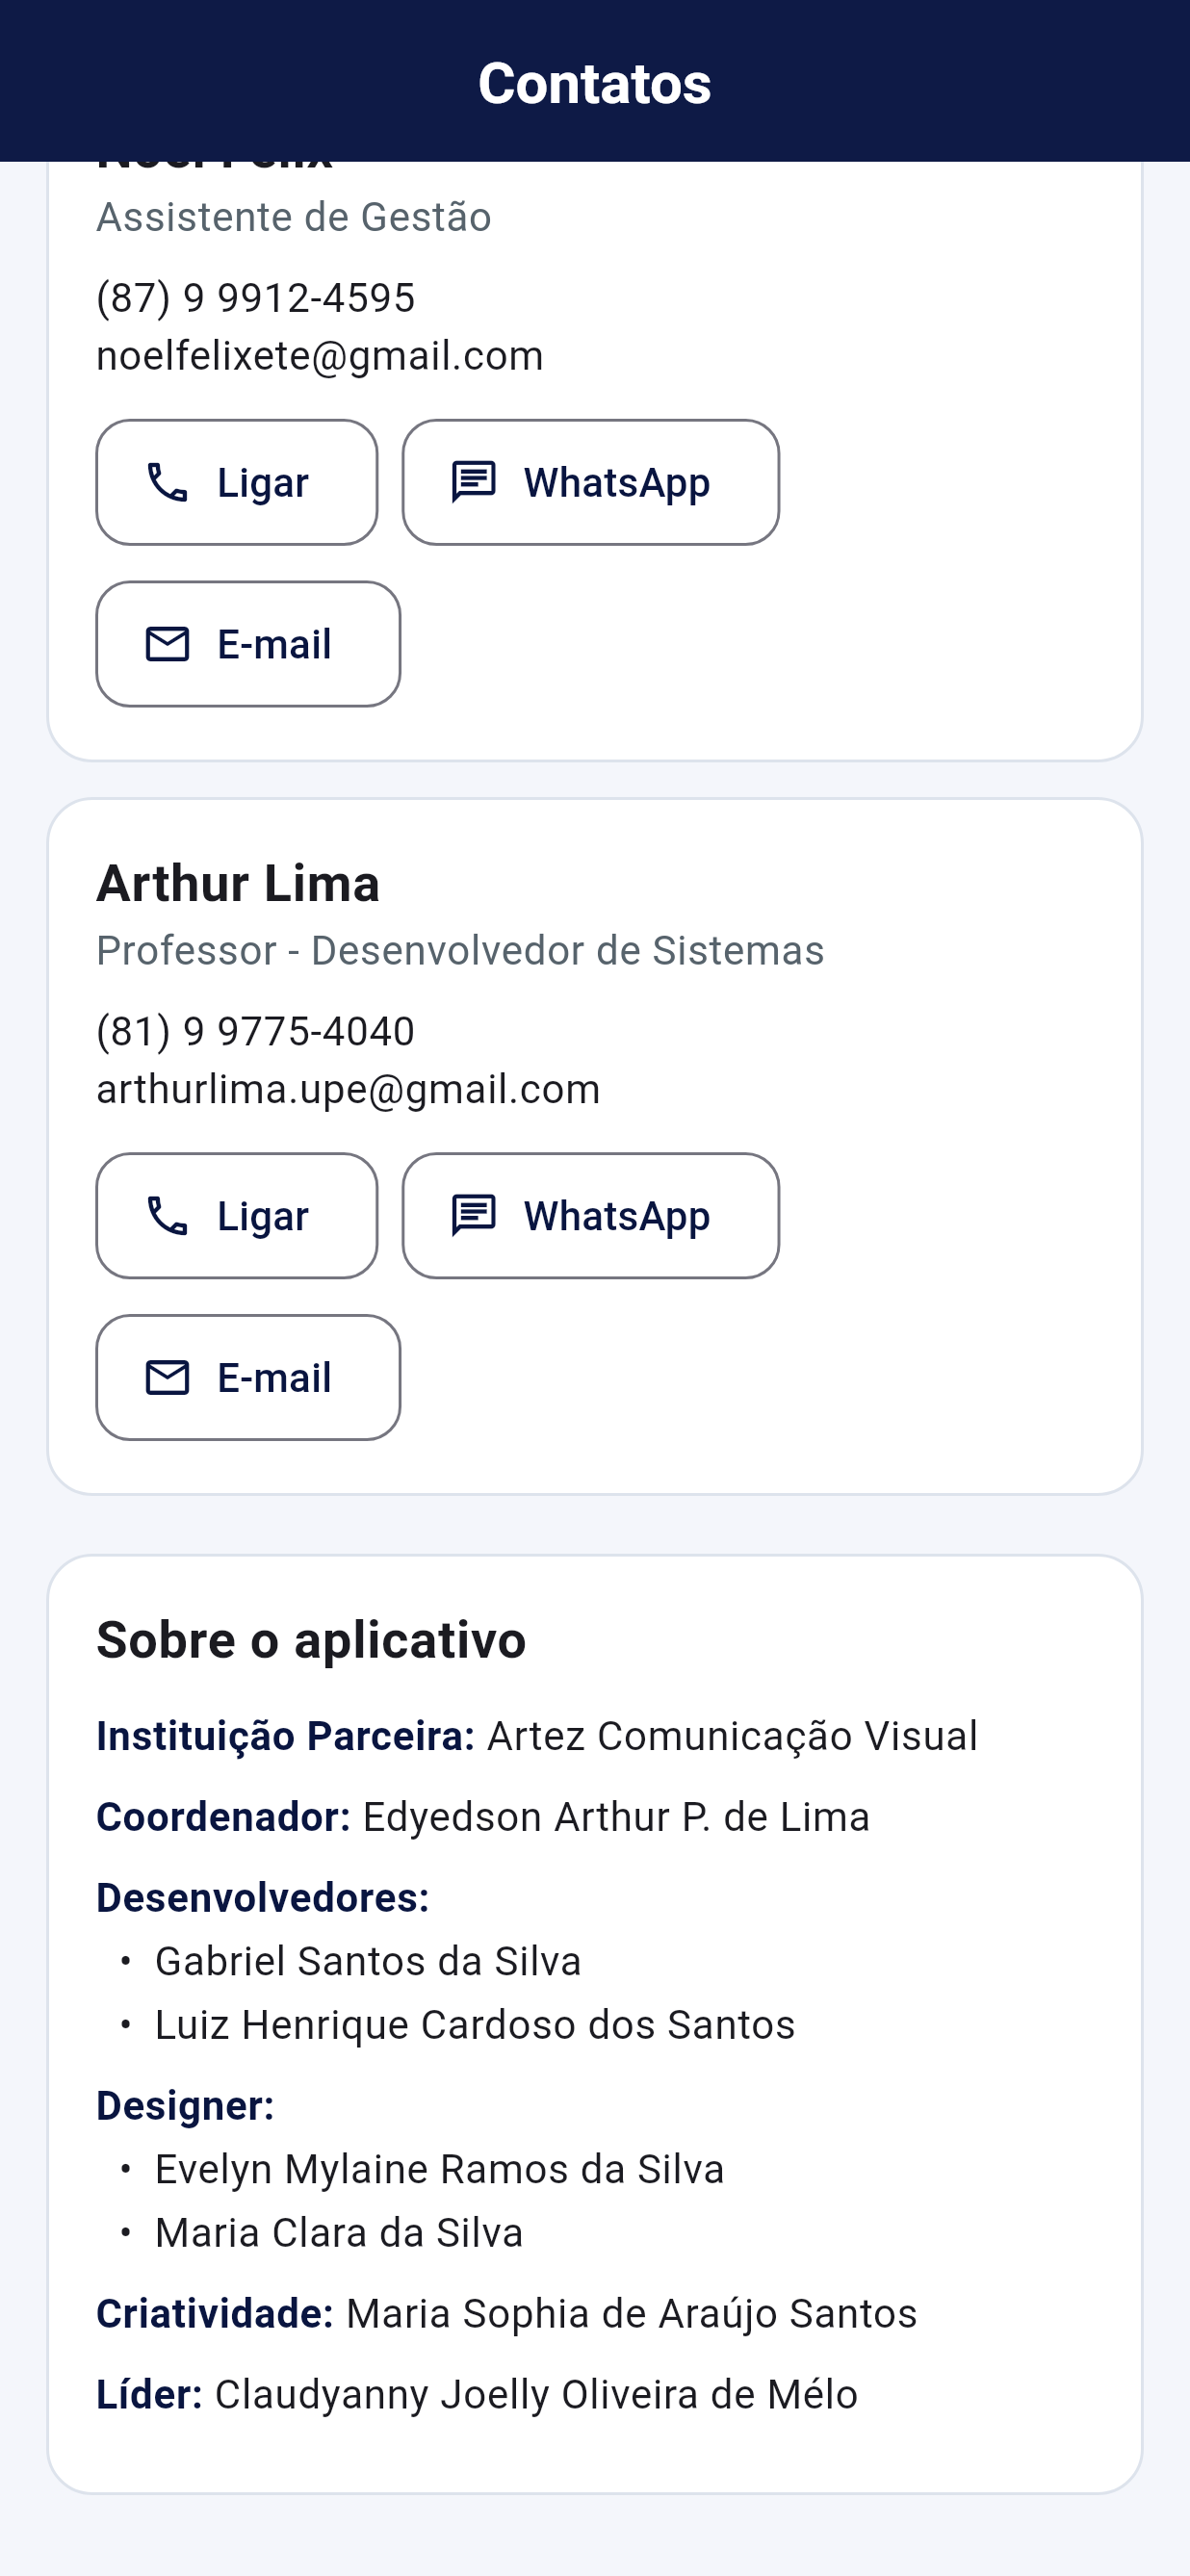 Contatos
Assistente de Gestão
(87) 9 9912-4595
noelfelixete@gmail.com
Ligar
WhatsApp
E-mail
Arthur Lima
Professor - Desenvolvedor de Sistemas
(81) 9 9775-4040
arthurlima.upe@gmail.com
Ligar
WhatsApp
E-mail
Sobre o aplicativo
Instituição Parceira: Artez Comunicação Visual
Coordenador: Edyedson Arthur P. de Lima
Desenvolvedores:
• Gabriel Santos da Silva
• Luiz Henrique Cardoso dos Santos
Designer:
• Evelyn Mylaine Ramos da Silva
• Maria Clara da Silva
Criatividade: Maria Sophia de Araújo Santos
Líder: Claudyanny Joelly Oliveira de Mélo